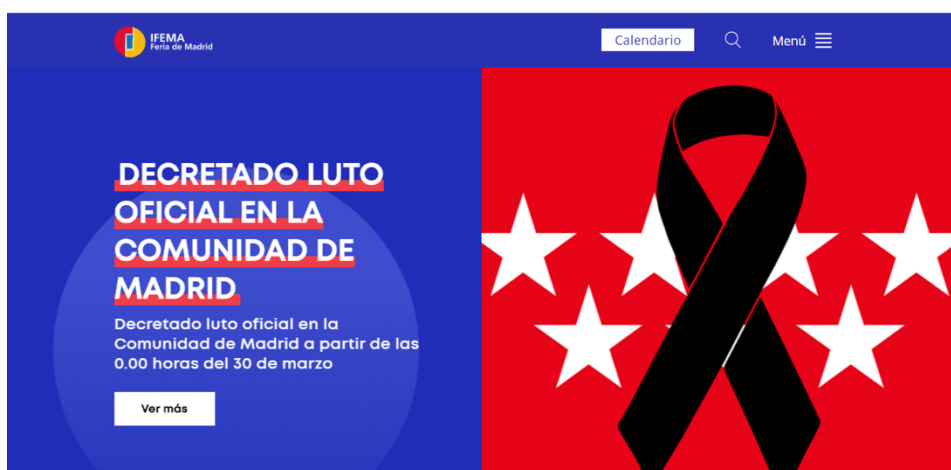 IFEMA
Feria de Madrid
Calendario
Menú
DECRETADO LUTO
OFICIAL EN LA
COMUNIDAD DE
MADRID
Decretado luto oficial en la
Comunidad de Madrid a partir de las
0.00 horas del 30 de marzo
Ver más